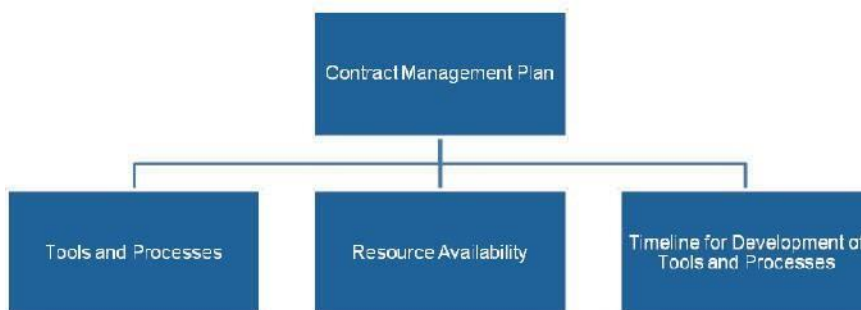 Contract Management Plan
Tools and Processes
Resource Availability
Timeline for Development of
Tools and Processes